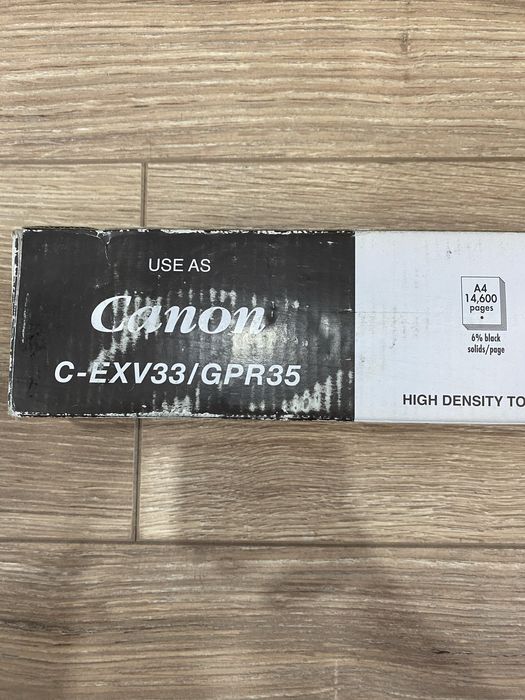 USE AS
Canon
C-EXV33/GPR35
A4
14,600
pages
6% black
solids/page
HIGH DENSITY TO